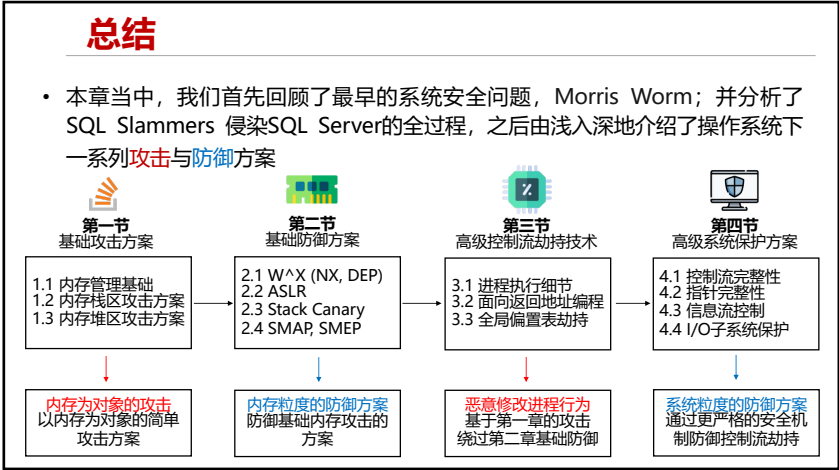 总结
• 本章当中，我们首先回顾了最早的系统安全问题，Morris Worm；并分析了
SQL Slammers 侵染SQL Server的全过程，之后由浅入深地介绍了操作系统下
一系列攻击与防御方案
第一节
基础攻击方案
1.1 内存管理基础
1.2 内存栈区攻击方案
1.3 内存堆区攻击方案
内存为对象的攻击
以内存为对象的简单
攻击方案
第二节
基础防御方案
2.1 W^X (NX, DEP)
2.2 ASLR
2.3 Stack Canary
2.4 SMAP, SMEP
内存粒度的防御方案
防御基础内存攻击的
方案
第三节
高级控制流劫持技术
3.1 进程执行细节
3.2 面向返回地址编程
3.3 全局偏置表劫持
恶意修改进程行为
基于第一章的攻击
绕过第二章基础防御
第四节
高级系统保护方案
4.1 控制流完整性
4.2 指针完整性
4.3 信息流控制
4.4 I/O子系统保护
系统粒度的防御方案
通过更严格的安全机
制防御控制流劫持